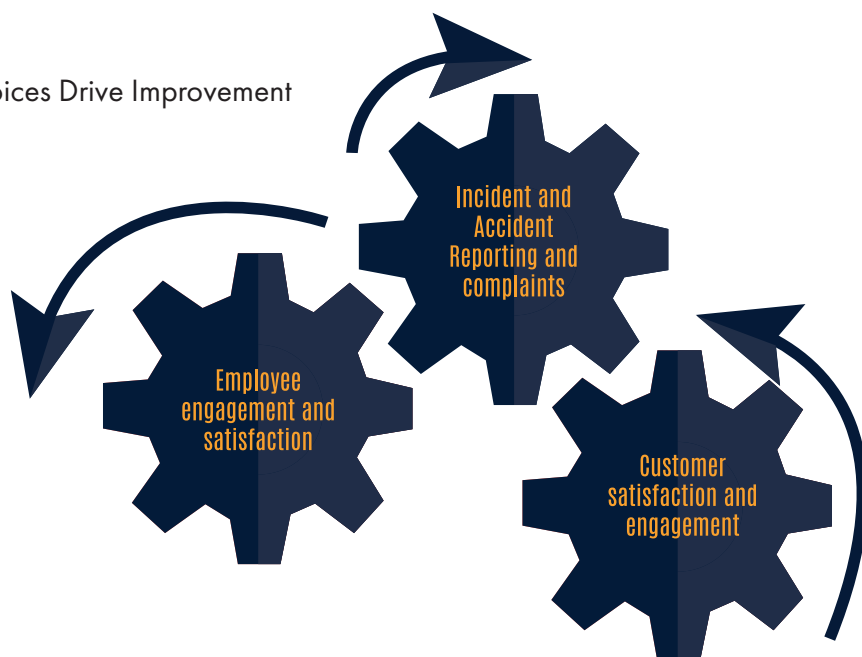 oices Drive Improvement
Incident and
Accident
Reporting and
complaints
Employee
engagement and
satisfaction
Customer
satisfaction and
engagement